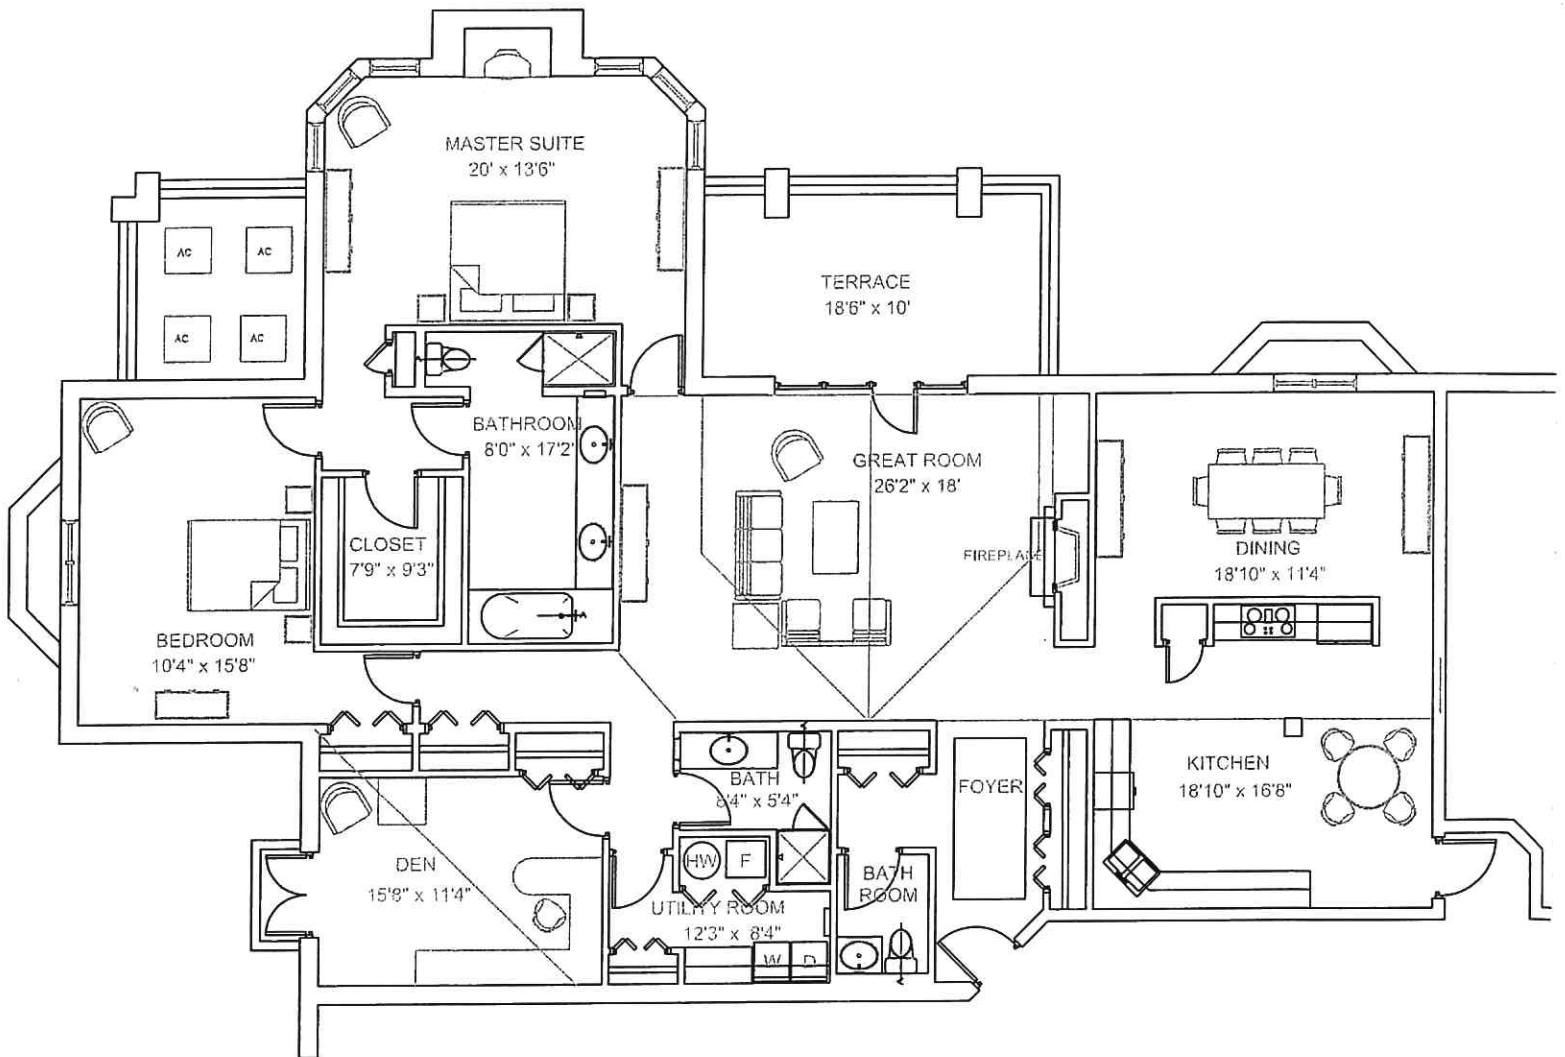 MASTER SUITE
20' x 13'6"
AC
AC
AC
AC
TERRACE
18'6" x 10'
BATHROOM
8'0" x 17'2"
GREAT ROOM
26'2" x 18'
CLOSET
7'9" x 9'3"
FIREPLACE
DINING
18'10" x 11'4"
BEDROOM
10'4" x 15'8"
BATH
8'4" x 5'4"
FOYER
KITCHEN
18'10" x 16'8"
DEN
15'8" x 11'4"
HW
F
BATH
ROOM
UTILITY ROOM
12'3" x 8'4"
W
D